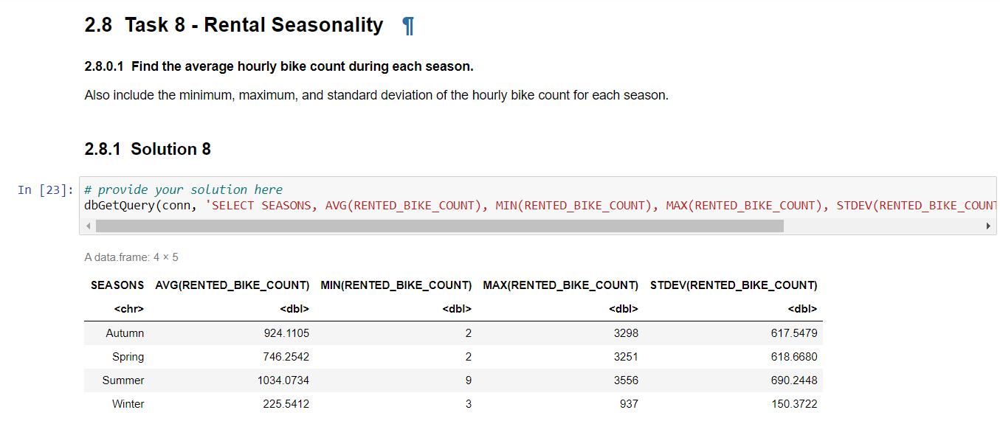 2.8 Task 8 - Rental Seasonality ¶
2.8.0.1 Find the average hourly bike count during each season.
Also include the minimum, maximum, and standard deviation of the hourly bike count for each season.
2.8.1 Solution 8
In [23]: # provide your solution here
dbGetQuery(conn, 'SELECT SEASONS, AVG(RENTED_BIKE_COUNT), MIN(RENTED_BIKE_COUNT), MAX(RENTED_BIKE_COUNT), STDEV(RENTED_BIKE_COUNT
A data.frame: 4 × 5
SEASONS AVG(RENTED_BIKE_COUNT) MIN(RENTED_BIKE_COUNT) MAX(RENTED_BIKE_COUNT) STDEV(RENTED_BIKE_COUNT)
<chr> <dbl> <dbl> <dbl> <dbl>
Autumn 924.1105 2 3298 617.5479
Spring 746.2542 2 3251 618.6680
Summer 1034.0734 9 3556 690.2448
Winter 225.5412 3 937 150.3722